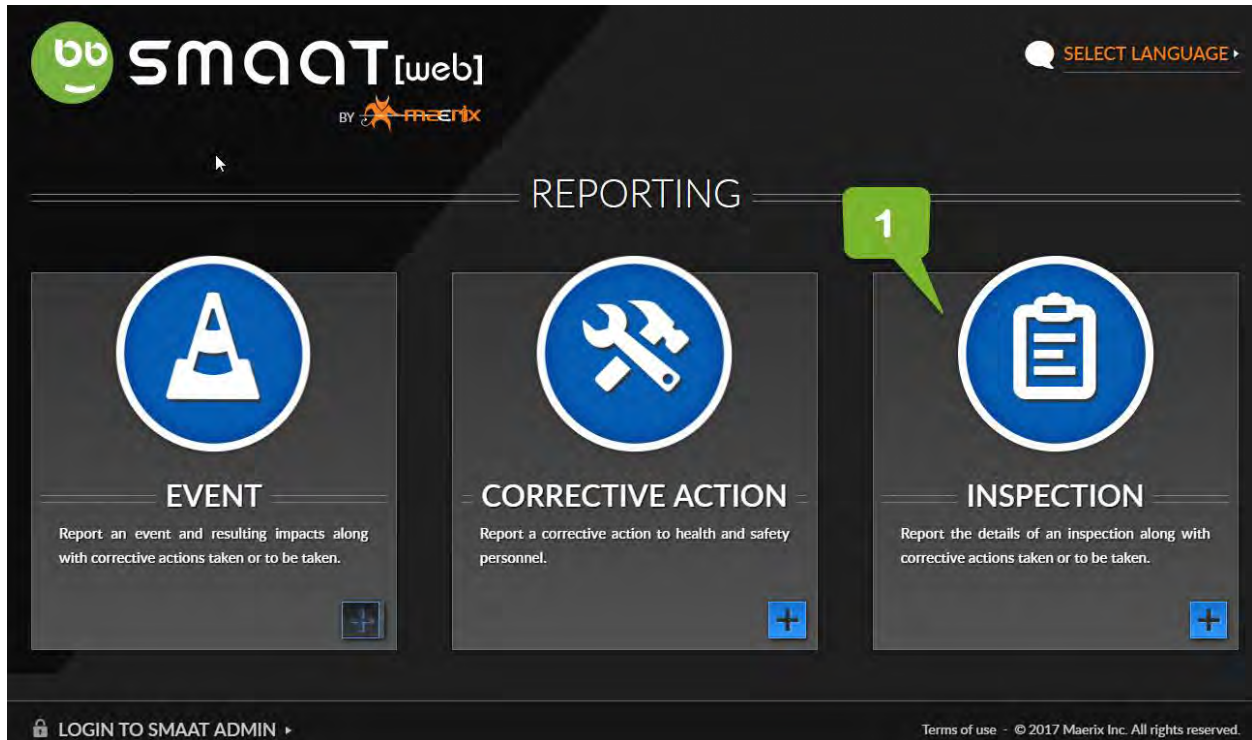 SMAAT [web]
BY maerix
SELECT LANGUAGE
REPORTING
1
EVENT
Report an event and resulting impacts along
with corrective actions taken or to be taken.
CORRECTIVE ACTION
Report a corrective action to health and safety
personnel.
INSPECTION
Report the details of an inspection along with
corrective actions taken or to be taken.
LOGIN TO SMAAT ADMIN
Terms of use - © 2017 Maerix Inc. All rights reserved.